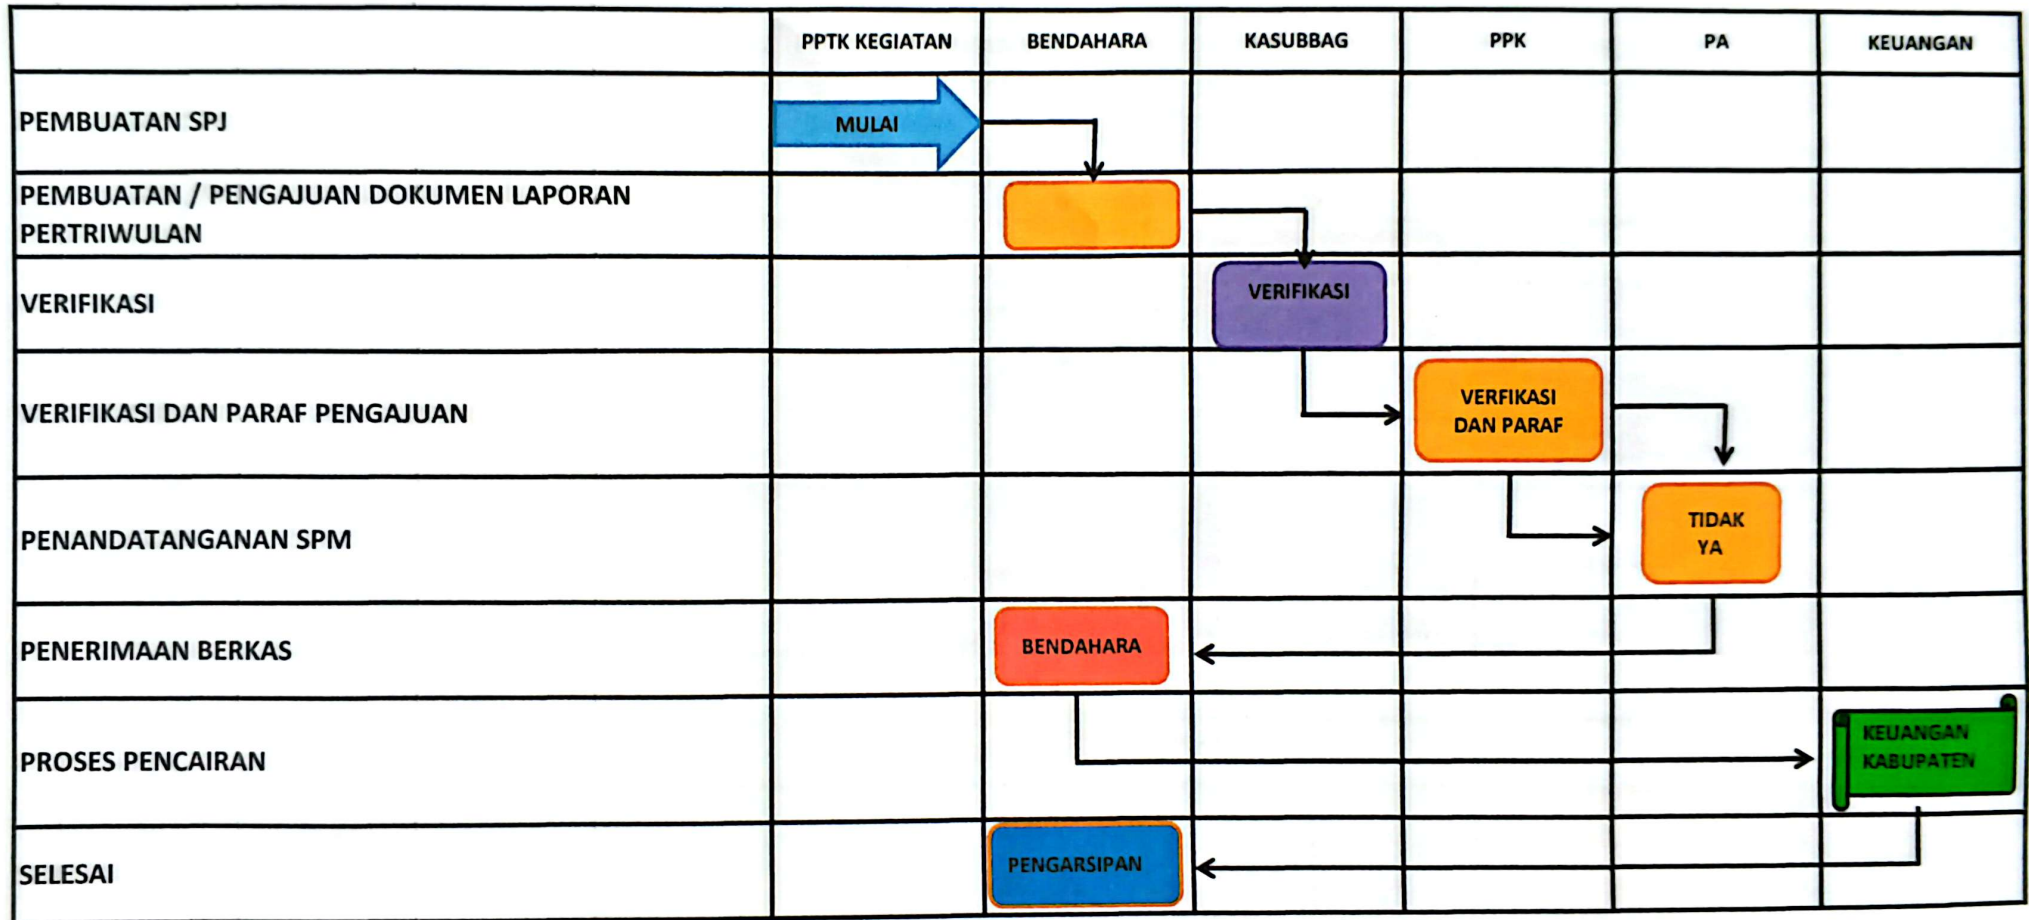 PPTK KEGIATAN
BENDAHARA
KASUBBAG
PPK
PA
KEUANGAN
PEMBUATAN SPJ
MULAI
PEMBUATAN / PENGAJUAN DOKUMEN LAPORAN
PERTRIWULAN
VERIFIKASI
VERIFIKASI
VERIFIKASI DAN PARAF PENGAJUAN
VERFIKASI
DAN PARAF
PENANDATANGANAN SPM
TIDAK
YA
PENERIMAAN BERKAS
BENDAHARA
PROSES PENCAIRAN
KEUANGAN
KABUPATEN
SELESAI
PENGARSIPAN